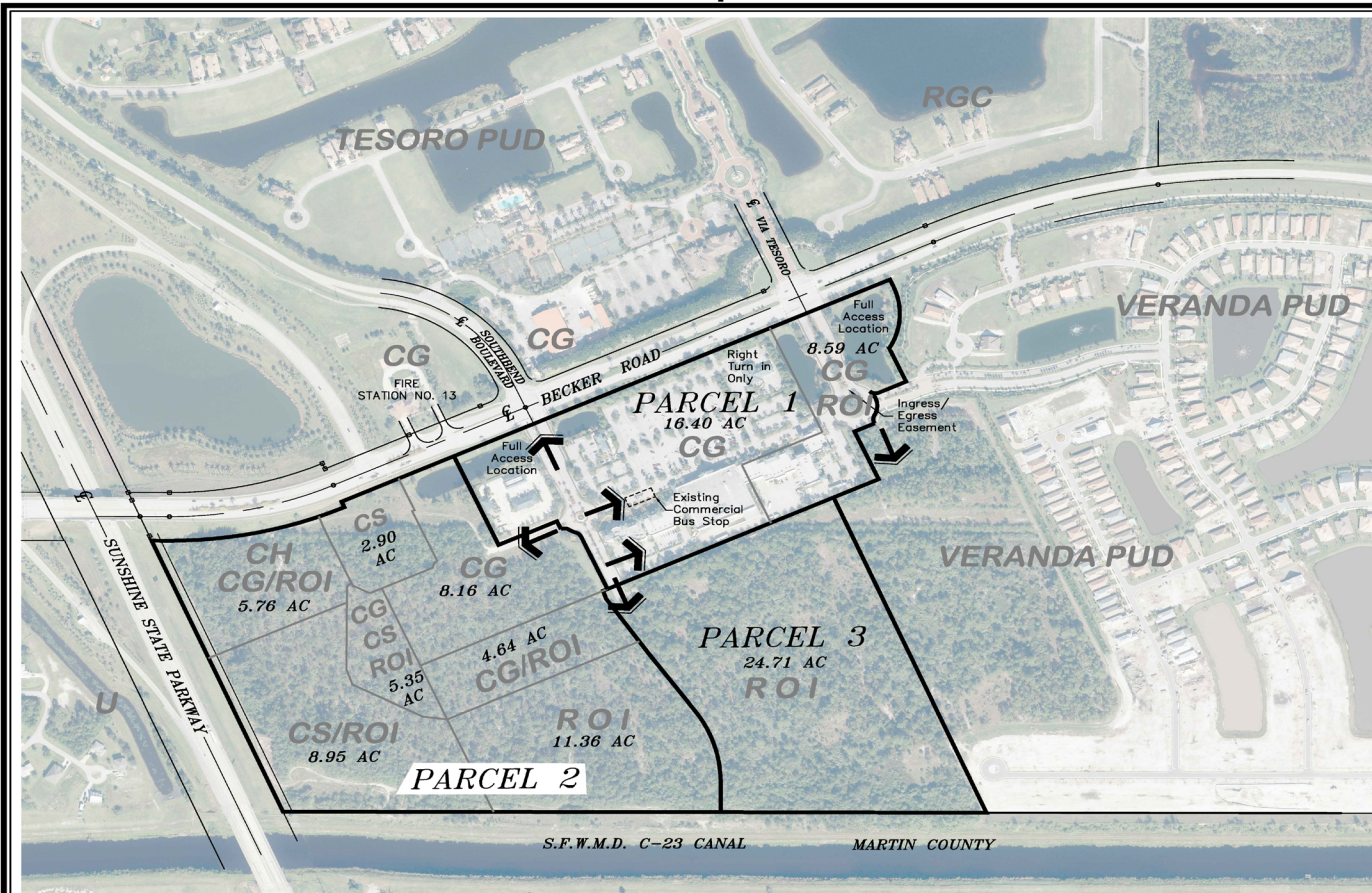 TESORO PUD
RGC
℄ VIA TESORO
VERANDA PUD
℄
SOUTHBEND
BOULEVARD
CG
CG
FIRE
STATION NO. 13
℄ BECKER ROAD
Right
Turn in
Only
Full
Access
Location
8.59 AC
CG
ROI
Ingress/
Egress
Easement
PARCEL 1
16.40 AC
CG
Full
Access
Location
Existing
Commercial
Bus Stop
℄
SUNSHINE STATE PARKWAY
CH
CG/ROI
5.76 AC
CS
2.90
AC
CG
8.16 AC
VERANDA PUD
CG
CS
ROI
5.35
AC
4.64 AC
CG/ROI
PARCEL 3
24.71 AC
R O I
U
CS/ROI
8.95 AC
R O I
11.36 AC
PARCEL 2
S.F.W.M.D. C-23 CANAL
MARTIN COUNTY